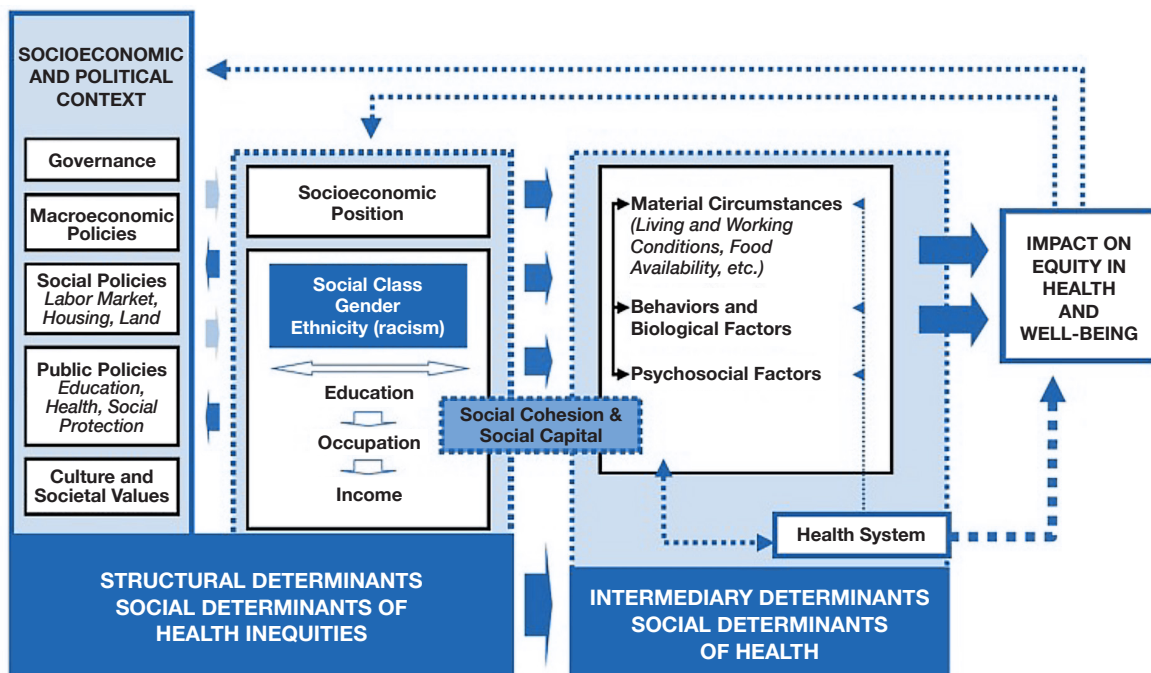 SOCIOECONOMIC
AND POLITICAL
CONTEXT
Governance
Macroeconomic
Policies
Social Policies
Labor Market,
Housing, Land
Public Policies
Education,
Health, Social
Protection
Culture and
Societal Values
Socioeconomic
Position
Social Class
Gender
Ethnicity (racism)
Education
Occupation
Income
Social Cohesion &
Social Capital
Material Circumstances
(Living and Working
Conditions, Food
Availability, etc.)
Behaviors and
Biological Factors
Psychosocial Factors
Health System
IMPACT ON
EQUITY IN
HEALTH
AND
WELL-BEING
STRUCTURAL DETERMINANTS
SOCIAL DETERMINANTS OF
HEALTH INEQUITIES
INTERMEDIARY DETERMINANTS
SOCIAL DETERMINANTS
OF HEALTH